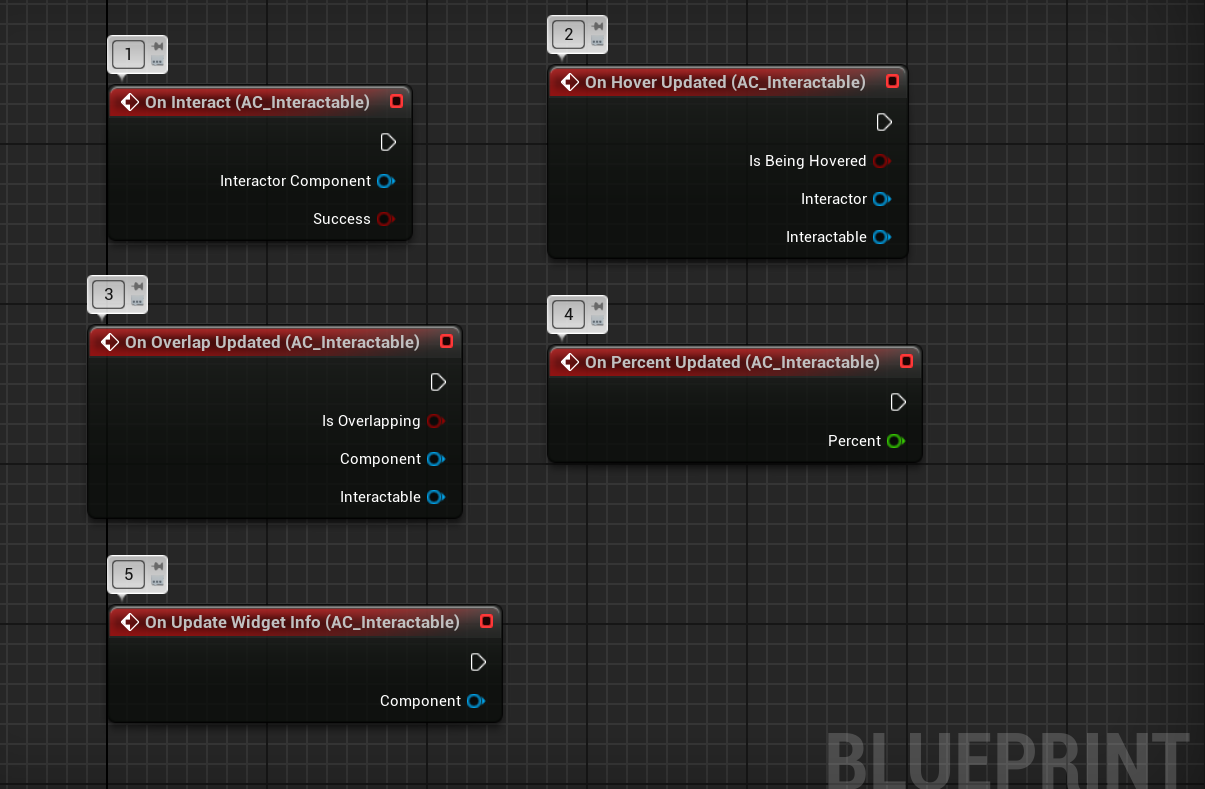 1
On Interact (AC_Interactable)
Interactor Component
Success
2
On Hover Updated (AC_Interactable)
Is Being Hovered
Interactor
Interactable
3
On Overlap Updated (AC_Interactable)
Is Overlapping
Component
Interactable
4
On Percent Updated (AC_Interactable)
Percent
5
On Update Widget Info (AC_Interactable)
Component
BLUEPRINT